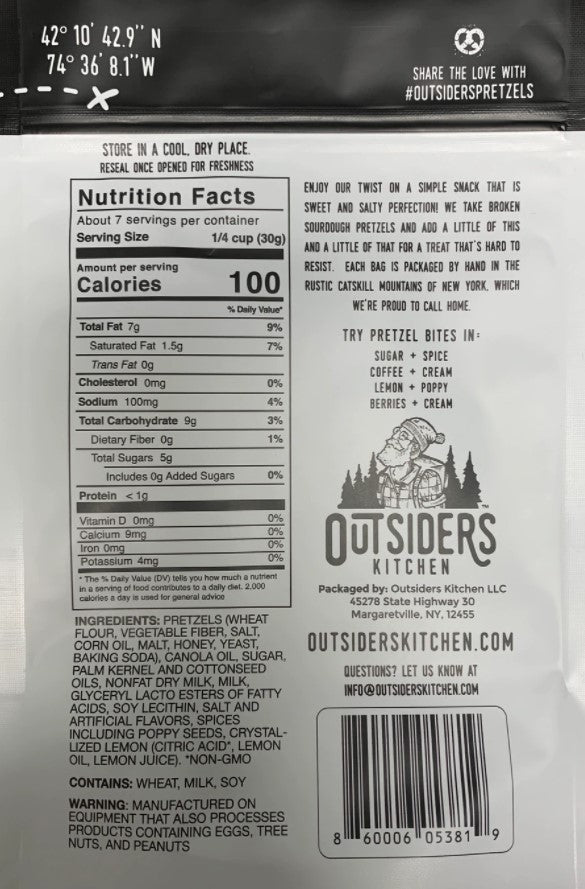 42° 10' 42.9'' N
74° 36' 8.1'' W
SHARE THE LOVE WITH
#OUTSIDERSPRETZELS
STORE IN A COOL, DRY PLACE.
RESEAL ONCE OPENED FOR FRESHNESS
Nutrition Facts
About 7 servings per container
Serving Size 1/4 cup (30g)
Amount per serving
Calories 100
% Daily Value*
Total Fat 7g 9%
Saturated Fat 1.5g 7%
Trans Fat 0g
Cholesterol 0mg 0%
Sodium 100mg 4%
Total Carbohydrate 9g 3%
Dietary Fiber 0g 1%
Total Sugars 5g
Includes 0g Added Sugars 0%
Protein < 1g
Vitamin D 0mg 0%
Calcium 9mg 0%
Iron 0mg 0%
Potassium 4mg 0%
* The % Daily Value (DV) tells you how much a nutrient
in a serving of food contributes to a daily diet. 2,000
calories a day is used for general advice
INGREDIENTS: PRETZELS (WHEAT
FLOUR, VEGETABLE FIBER, SALT,
CORN OIL, MALT, HONEY, YEAST,
BAKING SODA), CANOLA OIL, SUGAR,
PALM KERNEL AND COTTONSEED
OILS, NONFAT DRY MILK, MILK,
GLYCERYL LACTO ESTERS OF FATTY
ACIDS, SOY LECITHIN, SALT AND
ARTIFICIAL FLAVORS, SPICES
INCLUDING POPPY SEEDS, CRYSTAL-
LIZED LEMON (CITRIC ACID*, LEMON
OIL, LEMON JUICE). *NON-GMO
CONTAINS: WHEAT, MILK, SOY
WARNING: MANUFACTURED ON
EQUIPMENT THAT ALSO PROCESSES
PRODUCTS CONTAINING EGGS, TREE
NUTS, AND PEANUTS
ENJOY OUR TWIST ON A SIMPLE SNACK THAT IS
SWEET AND SALTY PERFECTION! WE TAKE BROKEN
SOURDOUGH PRETZELS AND ADD A LITTLE OF THIS
AND A LITTLE OF THAT FOR A TREAT THAT'S HARD TO
RESIST. EACH BAG IS PACKAGED BY HAND IN THE
RUSTIC CATSKILL MOUNTAINS OF NEW YORK, WHICH
WE'RE PROUD TO CALL HOME.
TRY PRETZEL BITES IN:
SUGAR + SPICE
COFFEE + CREAM
LEMON + POPPY
BERRIES + CREAM
OUTSIDERS™
KITCHEN
Packaged by: Outsiders Kitchen LLC
45278 State Highway 30
Margaretville, NY, 12455
OUTSIDERSKITCHEN.COM
QUESTIONS? LET US KNOW AT
INFO@OUTSIDERSKITCHEN.COM
8 60006 05381 9